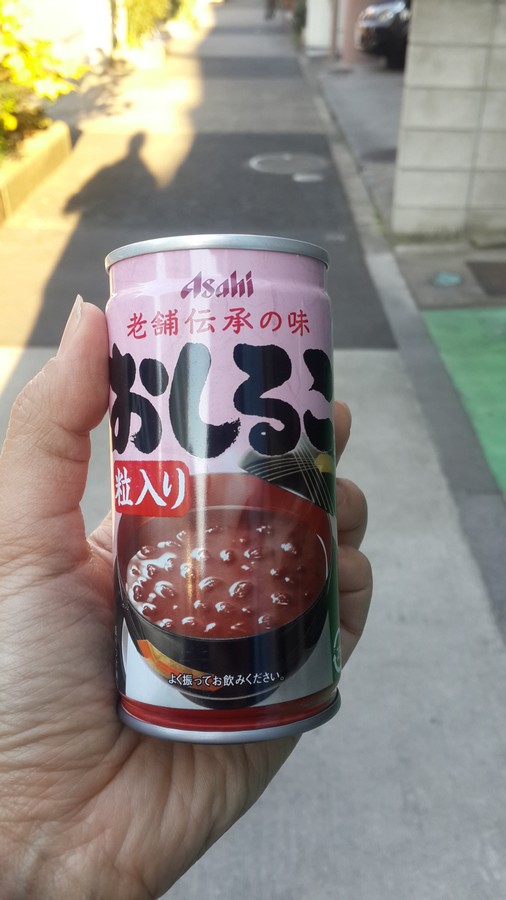 Asahi
老舗伝承の味
おしるこ
粒入り
よく振ってお飲みください。